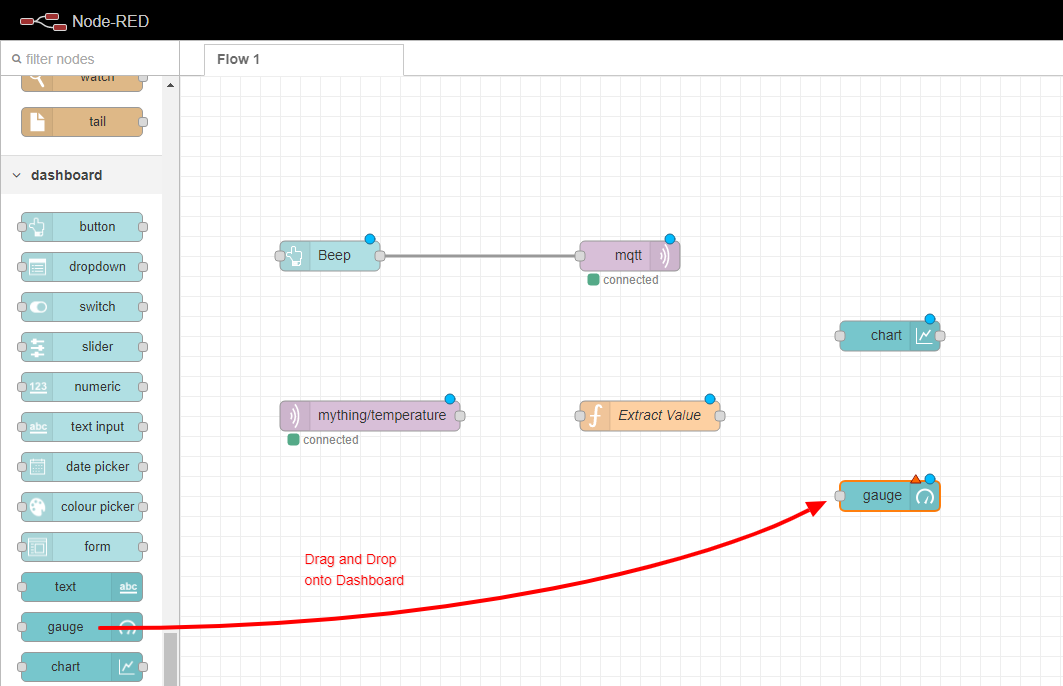 Node-RED
filter nodes
Flow 1
watch
tail
dashboard
button
dropdown
switch
slider
123 numeric
abc text input
date picker
colour picker
form
text abc
gauge
chart
Beep
mqtt
connected
chart
mything/temperature
connected
Extract Value
gauge
Drag and Drop
onto Dashboard